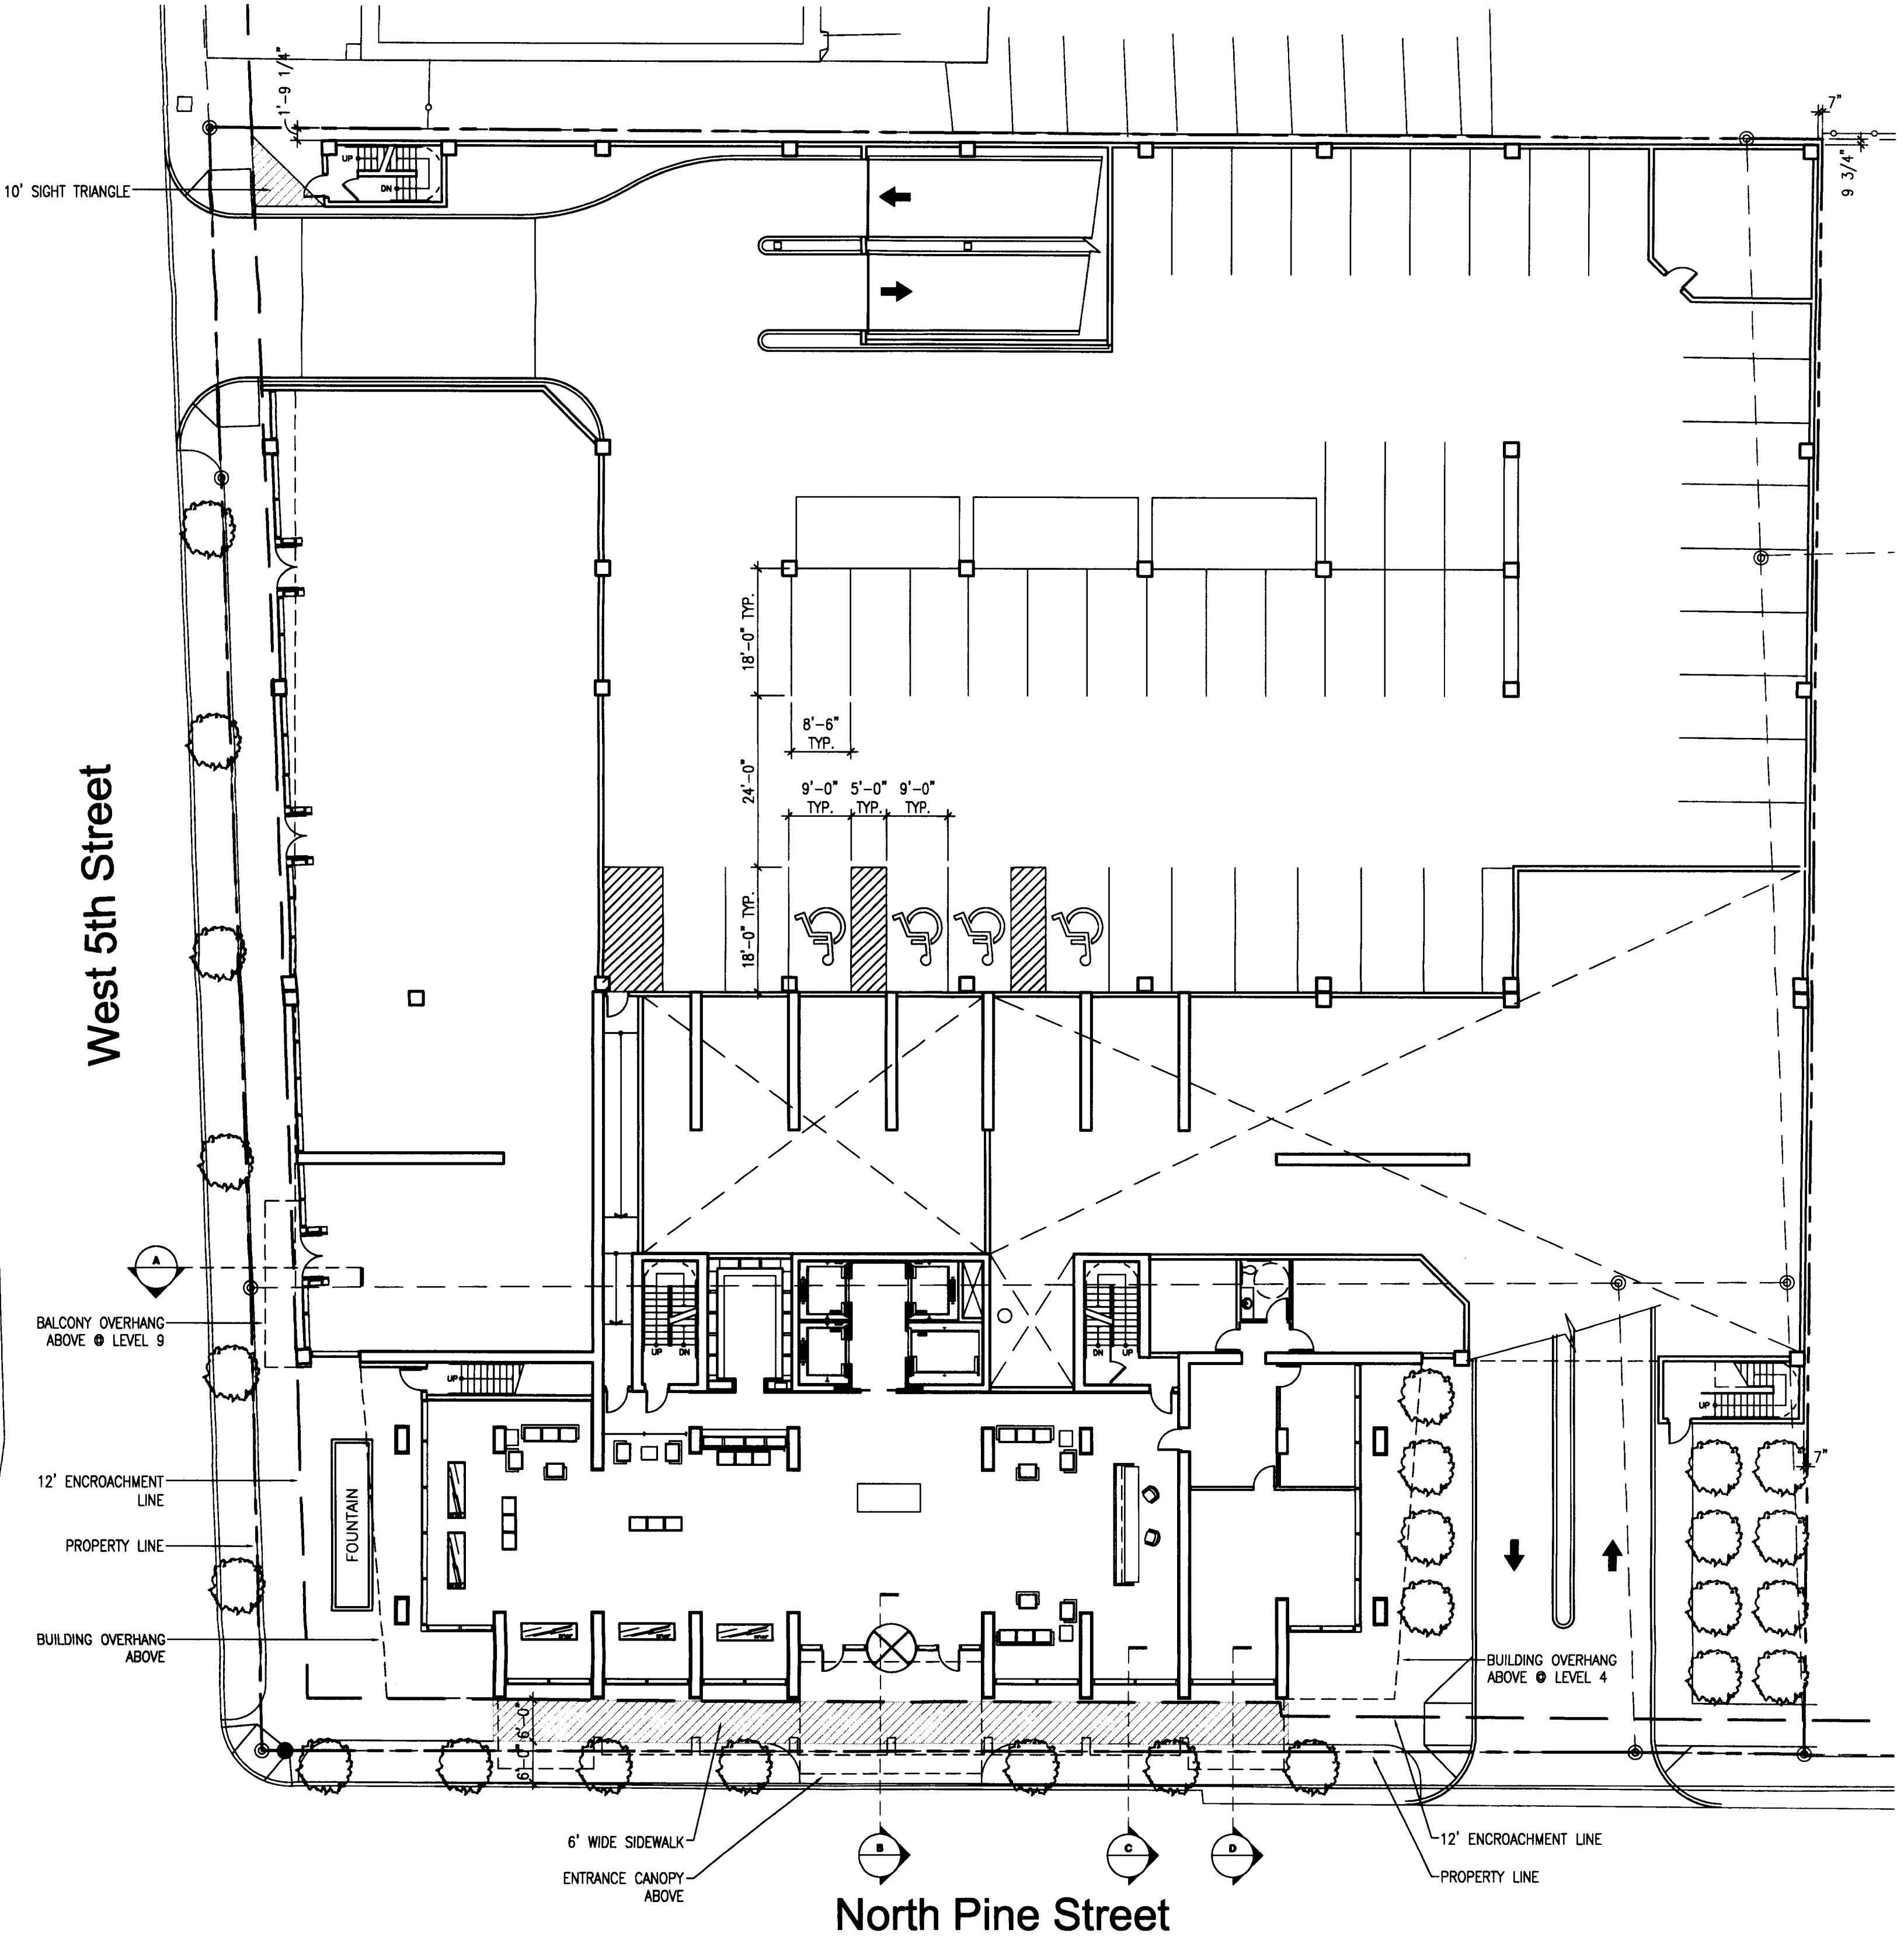 1'-9 1/4"
7"
9 3/4"
10' SIGHT TRIANGLE
UP
DN
18'-0" TYP.
8'-6"
TYP.
24'-0"
9'-0"
TYP.
5'-0"
TYP.
9'-0"
TYP.
18'-0" TYP.
West 5th Street
A
BALCONY OVERHANG
ABOVE @ LEVEL 9
UP
DN
DN
UP
UP
UP
7"
12' ENCROACHMENT
LINE
FOUNTAIN
PROPERTY LINE
BUILDING OVERHANG
ABOVE
BUILDING OVERHANG
ABOVE @ LEVEL 4
6'-0"
6'-0"
6' WIDE SIDEWALK
B
C
D
12' ENCROACHMENT LINE
ENTRANCE CANOPY
ABOVE
PROPERTY LINE
North Pine Street